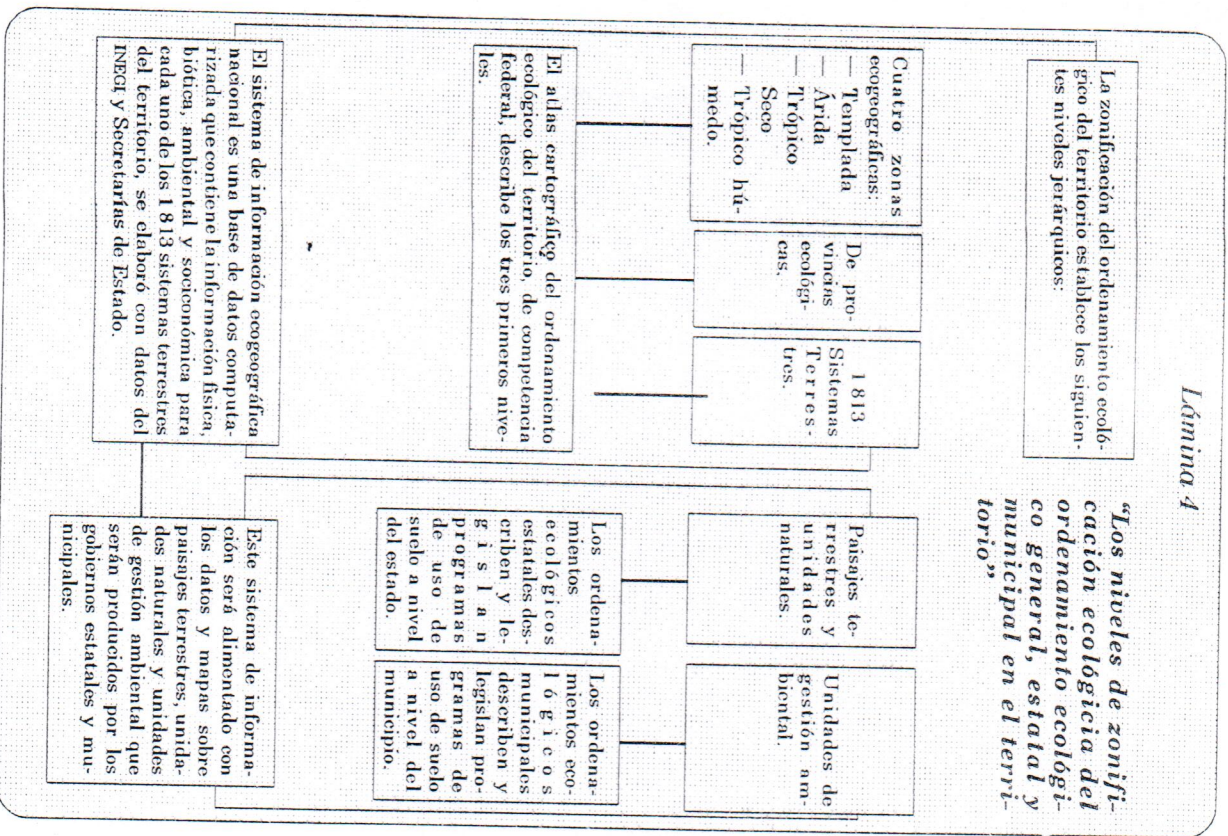 Lámina 4
"Los niveles de zonifi-
cación ecológicia del
ordenamiento ecológi-
co general, estatal y
municipal en el terri-
torio"
La zonificación del ordenamiento ecoló-
gico del territorio establece los siguien-
tes niveles jerárquicos:
Cuatro zonas
ecogeográficas:
— Templada
— Árida
— Trópico
Seco
— Trópico hú-
medo.
De pro-
vincias
ecológi-
cas.
1 813
Sistemas
Terres-
tres.
Paisajes te-
rrestres y
unidades
naturales.
Unidades de
gestión am-
biental.
El atlas cartográfico del ordenamiento
ecológico del territorio, de competencia
federal, describe los tres primeros nive-
les.
Los ordena-
mientos
ecológicos
estatales des-
criben y le-
gislan
programas
de uso de
suelo a nivel
del estado.
Los ordena-
mientos eco-
lógicos
municipales
describen y
legislan pro-
gramas de
uso de suelo
a nivel del
municipio.
El sistema de información ecogeográfica
nacional es una base de datos computa-
rizada que contiene la información física,
biótica, ambiental y socieconómica para
cada uno de los 1 813 sistemas terrestres
del territorio, se elaboró con datos del
INEGI, y Secretarías de Estado.
Este sistema de informa-
ción será alimentado con
los datos y mapas sobre
paisajes terrestres, unida-
des naturales y unidades
de gestión ambiental que
serán producidos por los
gobiernos estatales y mu-
nicipales.